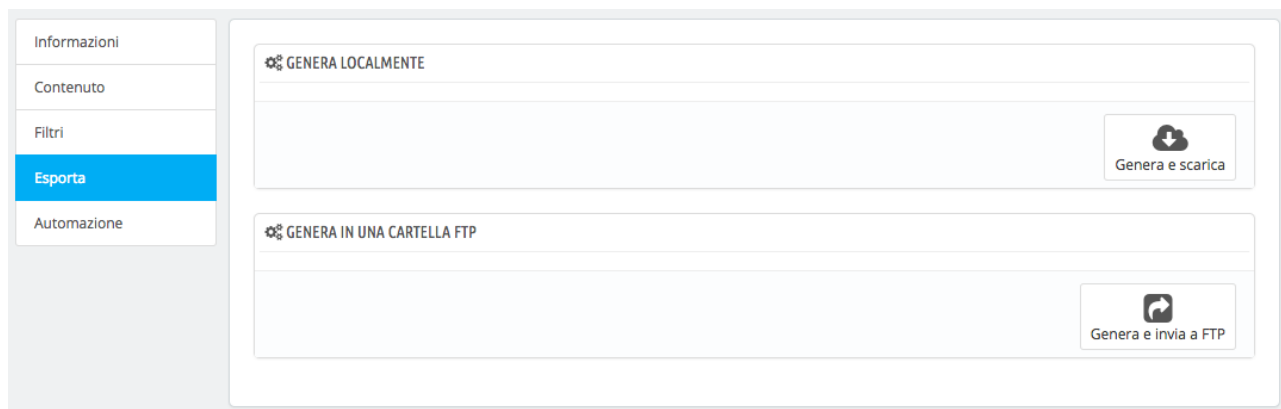 Informazioni
Contenuto
Filtri
Esporta
Automazione
GENERA LOCALMENTE
Genera e scarica
GENERA IN UNA CARTELLA FTP
Genera e invia a FTP